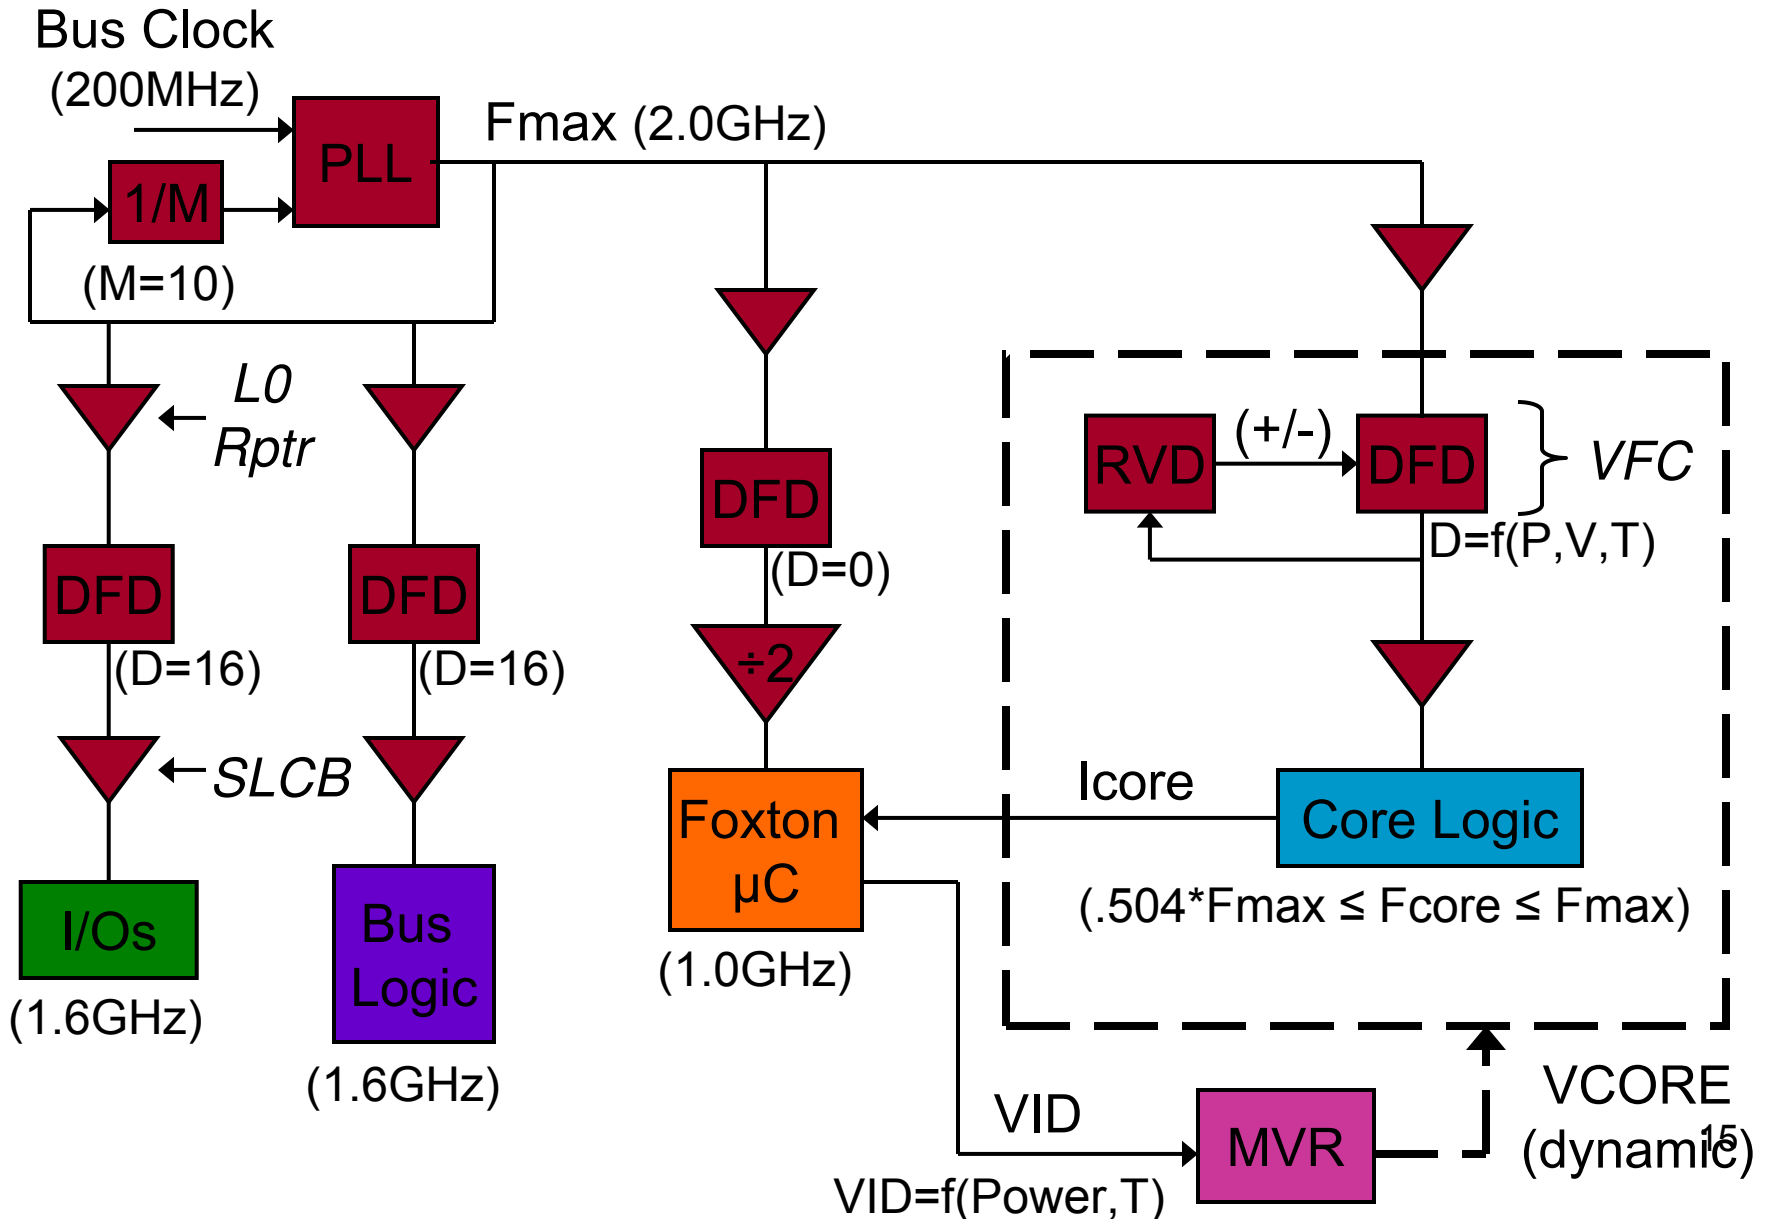 Bus Clock
(200MHz)
PLL
Fmax (2.0GHz)
1/M
(M=10)
L0
Rptr
(+/-)
RVD
DFD
VFC
DFD
D=f(P,V,T)
(D=0)
DFD
DFD
(D=16)
(D=16)
÷2
SLCB
Icore
Foxton
µC
Core Logic
(.504*Fmax ≤ Fcore ≤ Fmax)
I/Os
Bus
Logic
(1.0GHz)
(1.6GHz)
(1.6GHz)
VID
MVR
VCORE
(dynamic)
15
VID=f(Power,T)